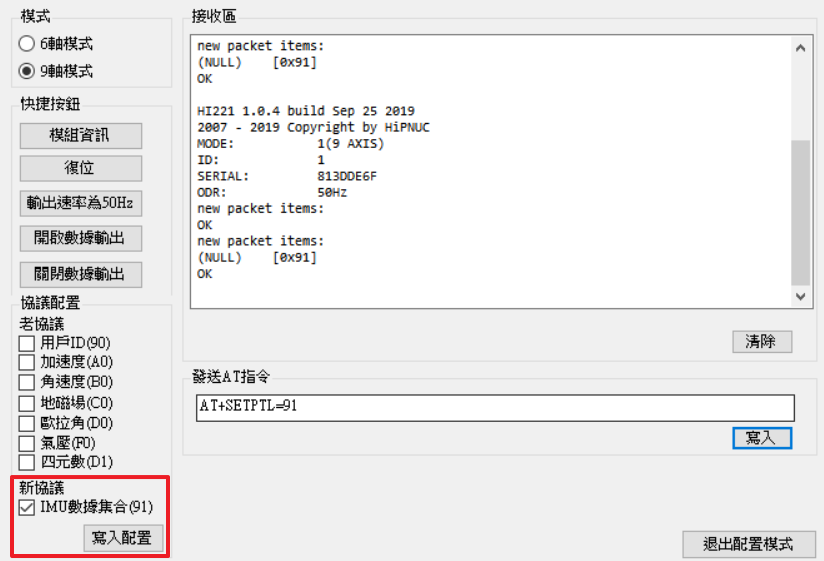 模式
6軸模式
9軸模式
快捷按鈕
模組資訊
復位
輸出速率為50Hz
開啟數據輸出
關閉數據輸出
協議配置
老協議
用戶ID(90)
加速度(A0)
角速度(B0)
地磁場(C0)
歐拉角(D0)
氣壓(F0)
四元數(D1)
新協議
IMU數據集合(91)
寫入配置
接收區
new packet items:
(NULL)    [0x91]
OK
HI221 1.0.4 build Sep 25 2019
2007 - 2019 Copyright by HiPNUC
MODE:          1(9 AXIS)
ID:            1
SERIAL:        813DDE6F
ODR:           50Hz
new packet items:
OK
new packet items:
(NULL)    [0x91]
OK
清除
發送AT指令
AT+SETPTL=91
寫入
退出配置模式